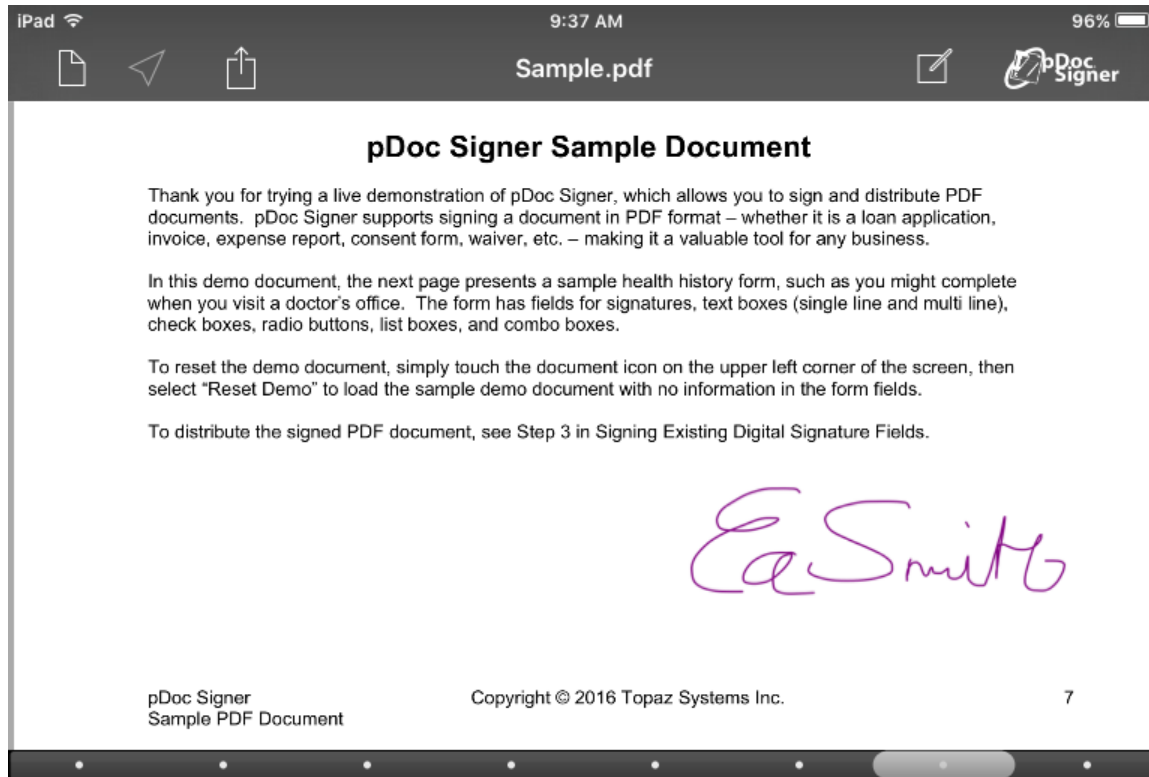 iPad 9:37 AM 96%
Sample.pdf
pDoc
Signer
pDoc Signer Sample Document
Thank you for trying a live demonstration of pDoc Signer, which allows you to sign and distribute PDF
documents. pDoc Signer supports signing a document in PDF format – whether it is a loan application,
invoice, expense report, consent form, waiver, etc. – making it a valuable tool for any business.
In this demo document, the next page presents a sample health history form, such as you might complete
when you visit a doctor's office. The form has fields for signatures, text boxes (single line and multi line),
check boxes, radio buttons, list boxes, and combo boxes.
To reset the demo document, simply touch the document icon on the upper left corner of the screen, then
select “Reset Demo” to load the sample demo document with no information in the form fields.
To distribute the signed PDF document, see Step 3 in Signing Existing Digital Signature Fields.
Ea Smith
pDoc Signer Copyright © 2016 Topaz Systems Inc. 7
Sample PDF Document